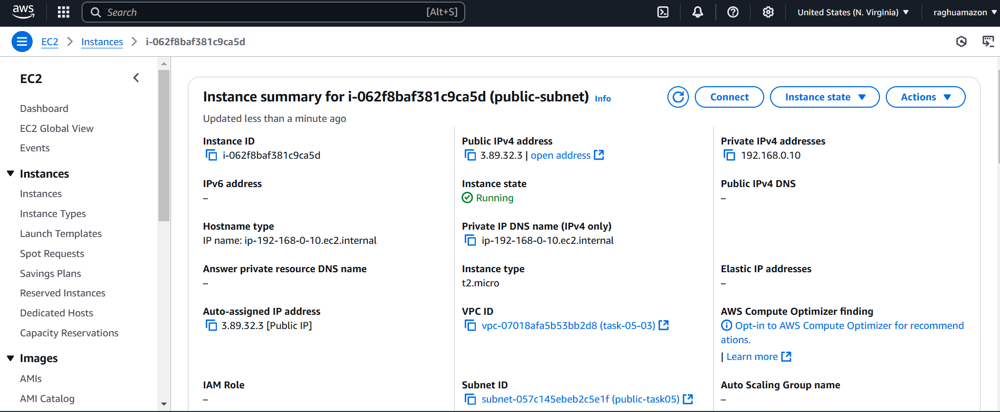 aws
Search [Alt+S]
United States (N. Virginia)
raghuamazon
EC2 > Instances > i-062f8baf381c9ca5d
EC2
Dashboard
EC2 Global View
Events
Instances
Instances
Instance Types
Launch Templates
Spot Requests
Savings Plans
Reserved Instances
Dedicated Hosts
Capacity Reservations
Images
AMIs
AMI Catalog
Instance summary for i-062f8baf381c9ca5d (public-subnet) Info
Connect
Instance state
Actions
Updated less than a minute ago
Instance ID
i-062f8baf381c9ca5d
Public IPv4 address
3.89.32.3 | open address
Private IPv4 addresses
192.168.0.10
IPv6 address
–
Instance state
Running
Public IPv4 DNS
–
Hostname type
IP name: ip-192-168-0-10.ec2.internal
Private IP DNS name (IPv4 only)
ip-192-168-0-10.ec2.internal
Answer private resource DNS name
–
Instance type
t2.micro
Elastic IP addresses
–
Auto-assigned IP address
3.89.32.3 [Public IP]
VPC ID
vpc-07018afa5b53bb2d8 (task-05-03)
AWS Compute Optimizer finding
Opt-in to AWS Compute Optimizer for recommend
ations.
| Learn more
IAM Role
–
Subnet ID
subnet-057c145ebeb2c5e1f (public-task05)
Auto Scaling Group name
–